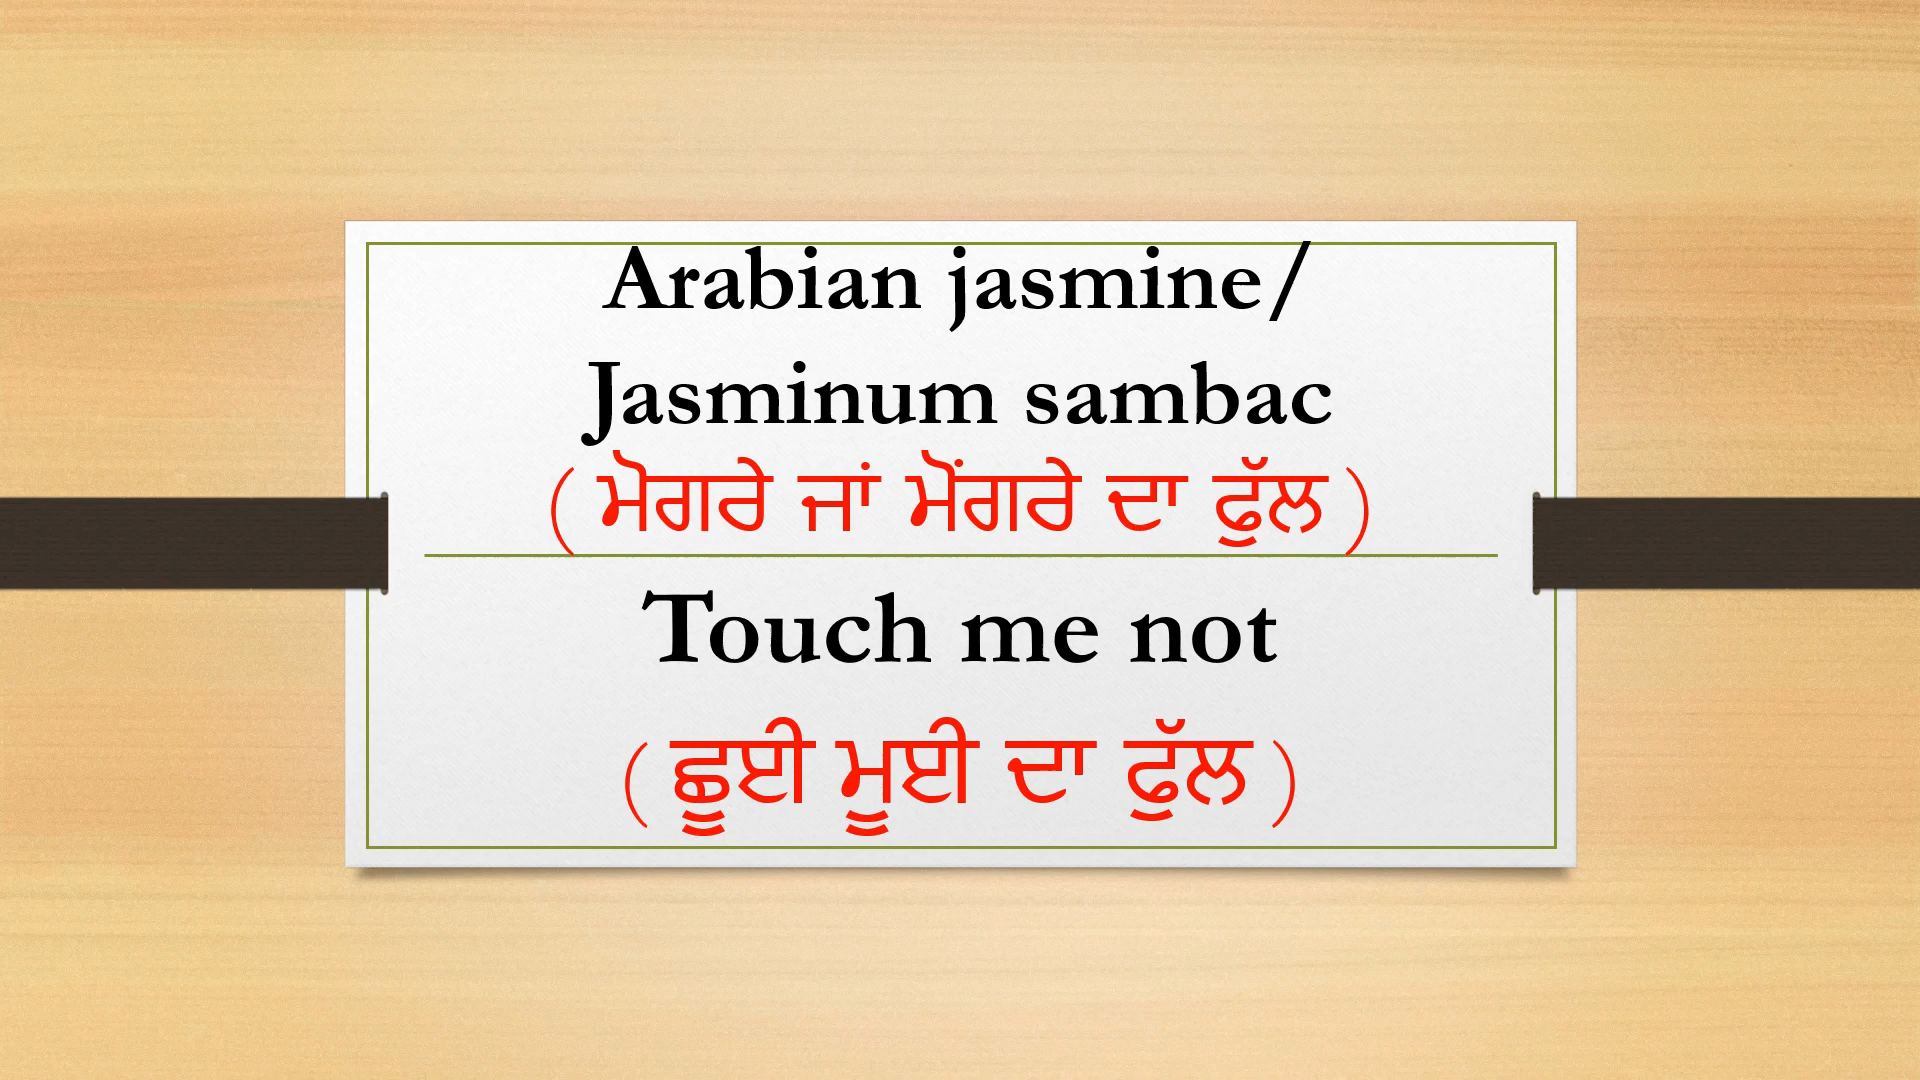 Arabian jasmine/
Jasminum sambac
( ਮੋਗਰੇ ਜਾਂ ਮੋਂਗਰੇ ਦਾ ਫੁੱਲ )
Touch me not
( ਛੂਈ ਮੂਈ ਦਾ ਫੁੱਲ )